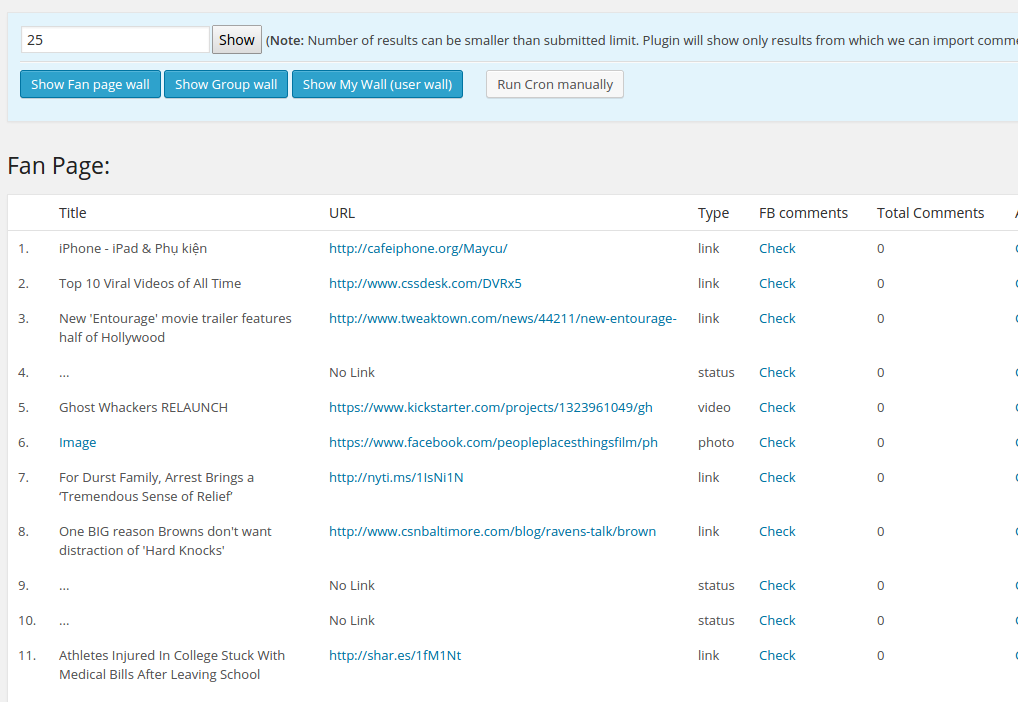 25 Show (Note: Number of results can be smaller than submitted limit. Plugin will show only results from which we can import
Show Fan page wall Show Group wall Show My Wall (user wall) Run Cron manually
Fan Page:
Title URL Type FB comments Total Comments
1. iPhone - iPad & Phụ kiện http://cafeiphone.org/Maycu/ link Check 0
2. Top 10 Viral Videos of All Time http://www.cssdesk.com/DVRx5 link Check 0
3. New 'Entourage' movie trailer features http://www.tweaktown.com/news/44211/new-entourage- link Check 0
half of Hollywood
4. ... No Link status Check 0
5. Ghost Whackers RELAUNCH https://www.kickstarter.com/projects/1323961049/gh video Check 0
6. Image https://www.facebook.com/peopleplacesthingsfilm/ph photo Check 0
7. For Durst Family, Arrest Brings a http://nyti.ms/1IsNi1N link Check 0
‘Tremendous Sense of Relief’
8. One BIG reason Browns don't want http://www.csnbaltimore.com/blog/ravens-talk/brown link Check 0
distraction of 'Hard Knocks'
9. ... No Link status Check 0
10. ... No Link status Check 0
11. Athletes Injured In College Stuck With http://shar.es/1fM1Nt link Check 0
Medical Bills After Leaving School